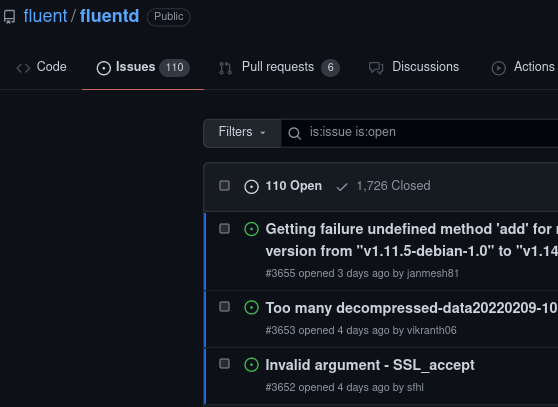 fluent / fluentd Public
Code Issues 110 Pull requests 6 Discussions Actions
Filters is:issue is:open
110 Open 1,726 Closed
Getting failure undefined method 'add' for
version from "v1.11.5-debian-1.0" to "v1.14
#3655 opened 3 days ago by janmesh81
Too many decompressed-data20220209-10
#3653 opened 4 days ago by vikranth06
Invalid argument - SSL_accept
#3652 opened 4 days ago by sfhl